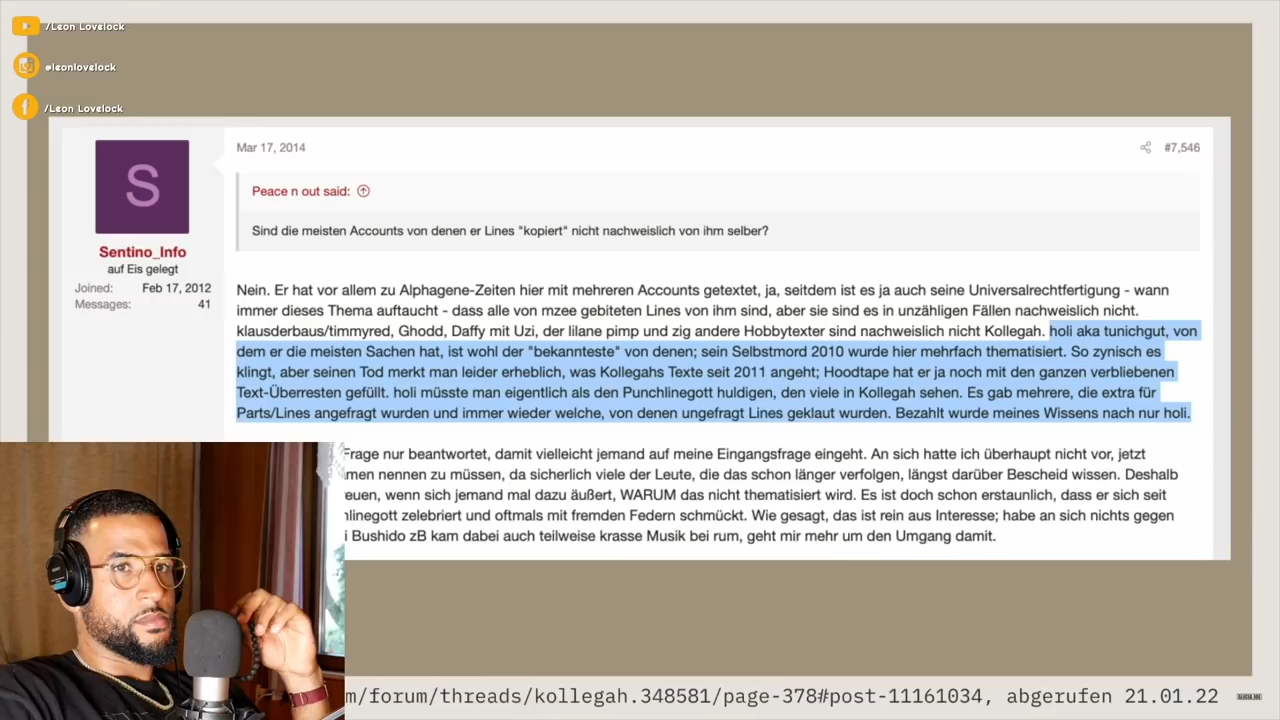 /Leon Lovelock
@leonlovelock
/Leon Lovelock
S
Sentino_Info
auf Eis gelegt
Joined: Feb 17, 2012
Messages: 41
Mar 17, 2014
#7,546
Peace n out said:
Sind die meisten Accounts von denen er Lines "kopiert" nicht nachweislich von ihm selber?
Nein. Er hat vor allem zu Alphagene-Zeiten hier mit mehreren Accounts getextet, ja, seitdem ist es ja auch seine Universalrechtfertigung - wann
immer dieses Thema auftaucht - dass alle von mzee gebiteten Lines von ihm sind, aber sie sind es in unzähligen Fällen nachweislich nicht.
klausderbaus/timmyred, Ghodd, Daffy mit Uzi, der lilane pimp und zig andere Hobbytexter sind nachweislich nicht Kollegah. holi aka tunichgut, von
dem er die meisten Sachen hat, ist wohl der "bekannteste" von denen; sein Selbstmord 2010 wurde hier mehrfach thematisiert. So zynisch es
klingt, aber seinen Tod merkt man leider erheblich, was Kollegahs Texte seit 2011 angeht; Hoodtape hat er ja noch mit den ganzen verbliebenen
Text-Überresten gefüllt. holi müsste man eigentlich als den Punchlinegott huldigen, den viele in Kollegah sehen. Es gab mehrere, die extra für
Parts/Lines angefragt wurden und immer wieder welche, von denen ungefragt Lines geklaut wurden. Bezahlt wurde meines Wissens nach nur holi.
Frage nur beantwortet, damit vielleicht jemand auf meine Eingangsfrage eingeht. An sich hatte ich überhaupt nicht vor, jetzt
men nennen zu müssen, da sicherlich viele der Leute, die das schon länger verfolgen, längst darüber Bescheid wissen. Deshalb
euen, wenn sich jemand mal dazu äußert, WARUM das nicht thematisiert wird. Es ist doch schon erstaunlich, dass er sich seit
nlinegott zelebriert und oftmals mit fremden Federn schmückt. Wie gesagt, das ist rein aus Interesse; habe an sich nichts gegen
i Bushido zB kam dabei auch teilweise krasse Musik bei rum, geht mir mehr um den Umgang damit.
m/forum/threads/kollegah.348581/page-378#post-11161034, abgerufen 21.01.22